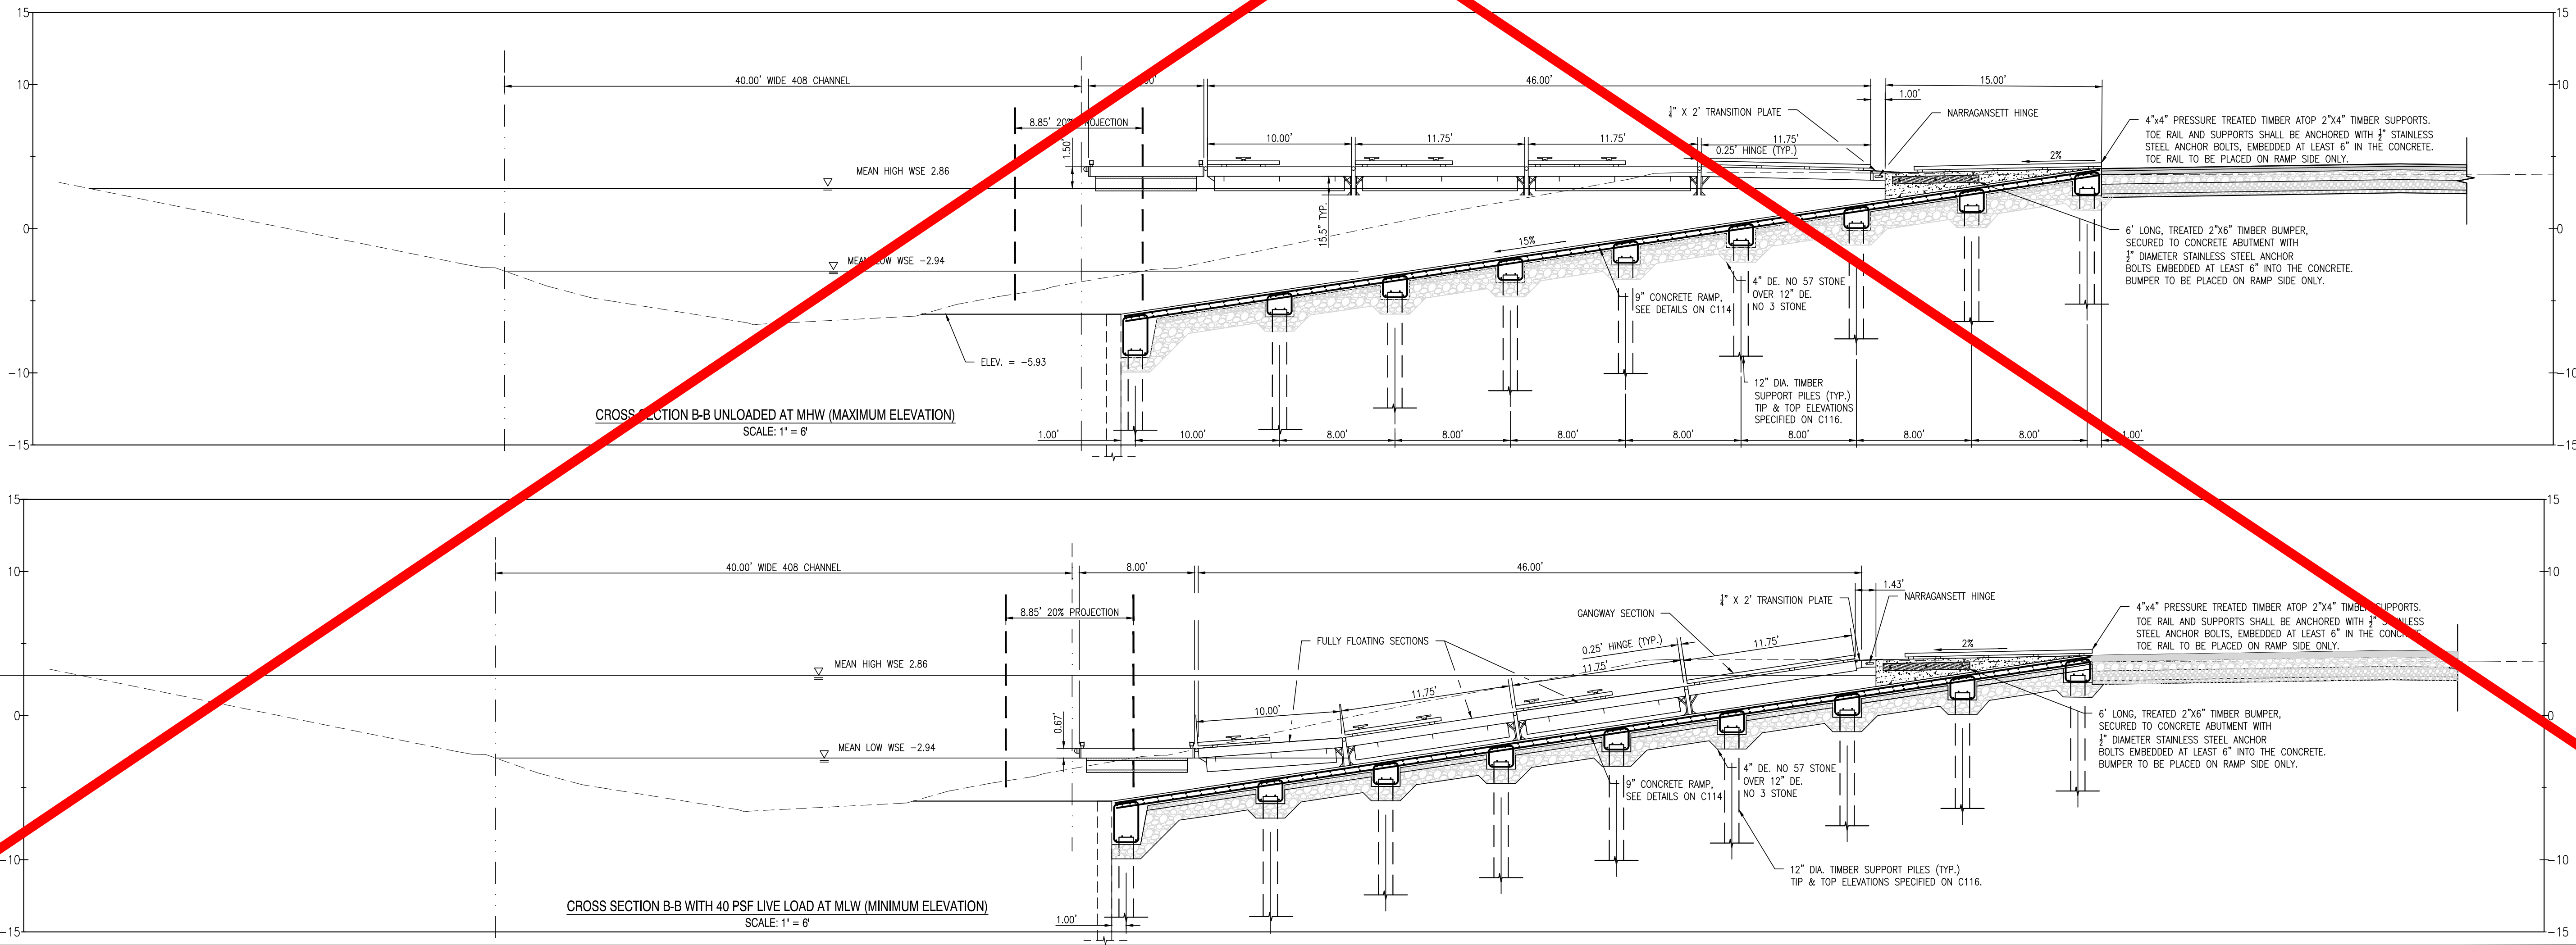 15
15
10
10
0
0
-10
-10
-15
-15
40.00' WIDE 408 CHANNEL
46.00'
15.00'
1.00'
8.85' 20%
1.50'
10.00'
11.75'
11.75'
11.75'
0.25' HINGE (TYP.)
¼" X 2' TRANSITION PLATE
NARRAGANSETT HINGE
2%
4"x4" PRESSURE TREATED TIMBER ATOP 2"X4" TIMBER SUPPORTS.
TOE RAIL AND SUPPORTS SHALL BE ANCHORED WITH ½" STAINLESS
STEEL ANCHOR BOLTS, EMBEDDED AT LEAST 6" IN THE CONCRETE.
TOE RAIL TO BE PLACED ON RAMP SIDE ONLY.
MEAN HIGH WSE 2.86
15.5" TYP.
15%
MEAN LOW WSE -2.94
6' LONG, TREATED 2"X6" TIMBER BUMPER,
SECURED TO CONCRETE ABUTMENT WITH
½" DIAMETER STAINLESS STEEL ANCHOR
BOLTS EMBEDDED AT LEAST 6" INTO THE CONCRETE.
BUMPER TO BE PLACED ON RAMP SIDE ONLY.
9" CONCRETE RAMP,
SEE DETAILS ON C114
4" DE. NO 57 STONE
OVER 12" DE.
NO 3 STONE
ELEV. = -5.93
12" DIA. TIMBER
SUPPORT PILES (TYP.)
TIP & TOP ELEVATIONS
SPECIFIED ON C116.
CROSS SECTION B-B UNLOADED AT MHW (MAXIMUM ELEVATION)
SCALE: 1" = 6'
1.00'
10.00'
8.00'
8.00'
8.00'
8.00'
8.00'
8.00'
8.00'
1.00'
15
15
10
10
0
0
-10
-10
-15
-15
40.00' WIDE 408 CHANNEL
8.00'
46.00'
1.43'
8.85' 20% PROJECTION
¼" X 2' TRANSITION PLATE
NARRAGANSETT HINGE
GANGWAY SECTION
FULLY FLOATING SECTIONS
0.25' HINGE (TYP.)
11.75'
11.75'
11.75'
10.00'
2%
4"x4" PRESSURE TREATED TIMBER ATOP 2"X4" TIMBER SUPPORTS.
TOE RAIL AND SUPPORTS SHALL BE ANCHORED WITH ½" STAINLESS
STEEL ANCHOR BOLTS, EMBEDDED AT LEAST 6" IN THE CONCRETE.
TOE RAIL TO BE PLACED ON RAMP SIDE ONLY.
MEAN HIGH WSE 2.86
0.67'
MEAN LOW WSE -2.94
6' LONG, TREATED 2"X6" TIMBER BUMPER,
SECURED TO CONCRETE ABUTMENT WITH
½" DIAMETER STAINLESS STEEL ANCHOR
BOLTS EMBEDDED AT LEAST 6" INTO THE CONCRETE.
BUMPER TO BE PLACED ON RAMP SIDE ONLY.
9" CONCRETE RAMP,
SEE DETAILS ON C114
4" DE. NO 57 STONE
OVER 12" DE.
NO 3 STONE
12" DIA. TIMBER SUPPORT PILES (TYP.)
TIP & TOP ELEVATIONS SPECIFIED ON C116.
CROSS SECTION B-B WITH 40 PSF LIVE LOAD AT MLW (MINIMUM ELEVATION)
SCALE: 1" = 6'
1.00'